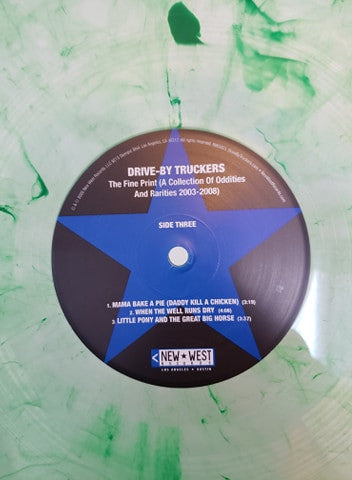 DRIVE-BY TRUCKERS
The Fine Print (A Collection Of Oddities
And Rarities 2003-2008)
SIDE THREE
1. MAMA BAKE A PIE (DADDY KILL A CHICKEN) (3:19)
2. WHEN THE WELL RUNS DRY (4:08)
3. LITTLE PONY AND THE GREAT BIG HORSE (3:37)
NEW★WEST
RECORDS
LOS ANGELES • AUSTIN